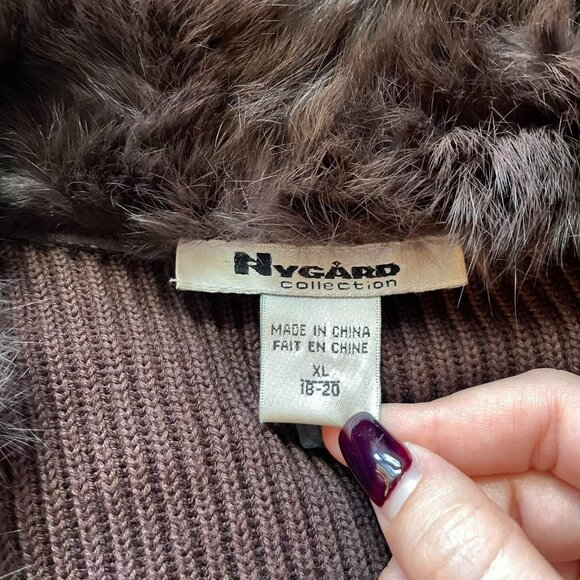 NYGÅRD
collection
MADE IN CHINA
FAIT EN CHINE
XL
18-20